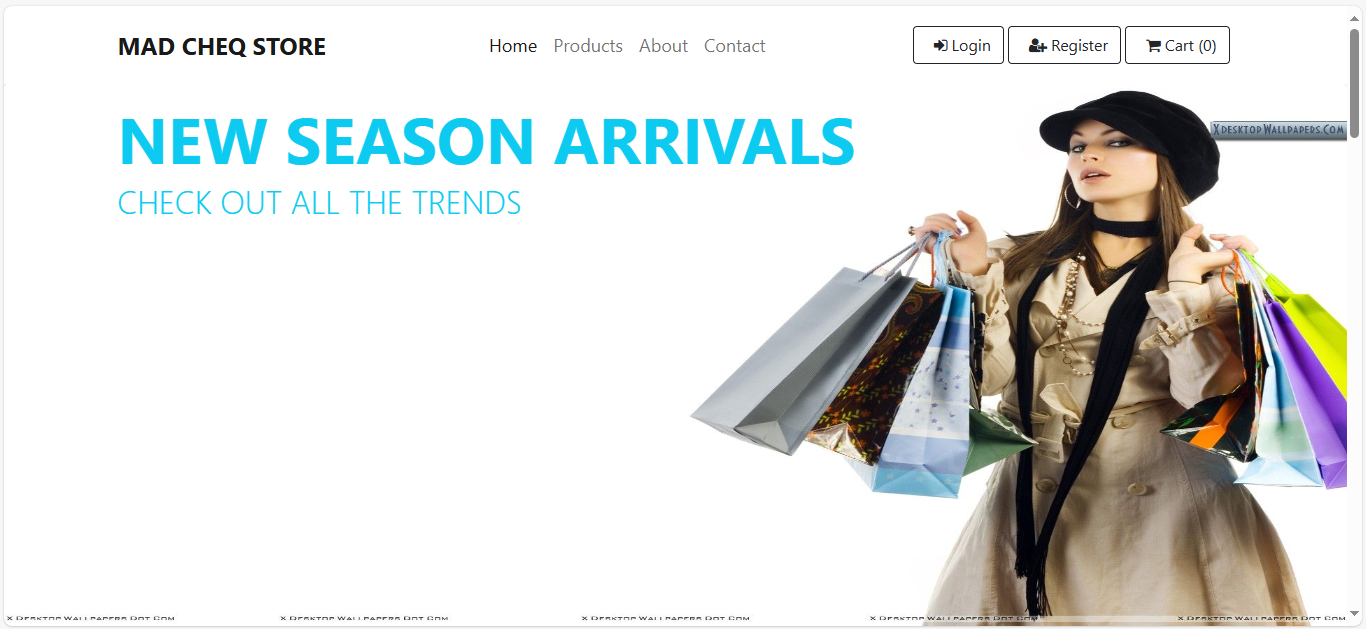 MAD CHEQ STORE
Home Products About Contact
Login Register Cart (0)
NEW SEASON ARRIVALS
XDESKTOPWALLPAPERS.COM
CHECK OUT ALL THE TRENDS
X DESKTOP WALLPAPERS DOT COM X DESKTOP WALLPAPERS DOT COM X DESKTOP WALLPAPERS DOT COM X DESKTOP WALLPAPERS DOT COM X DESKTOP WALLPAPERS DOT COM